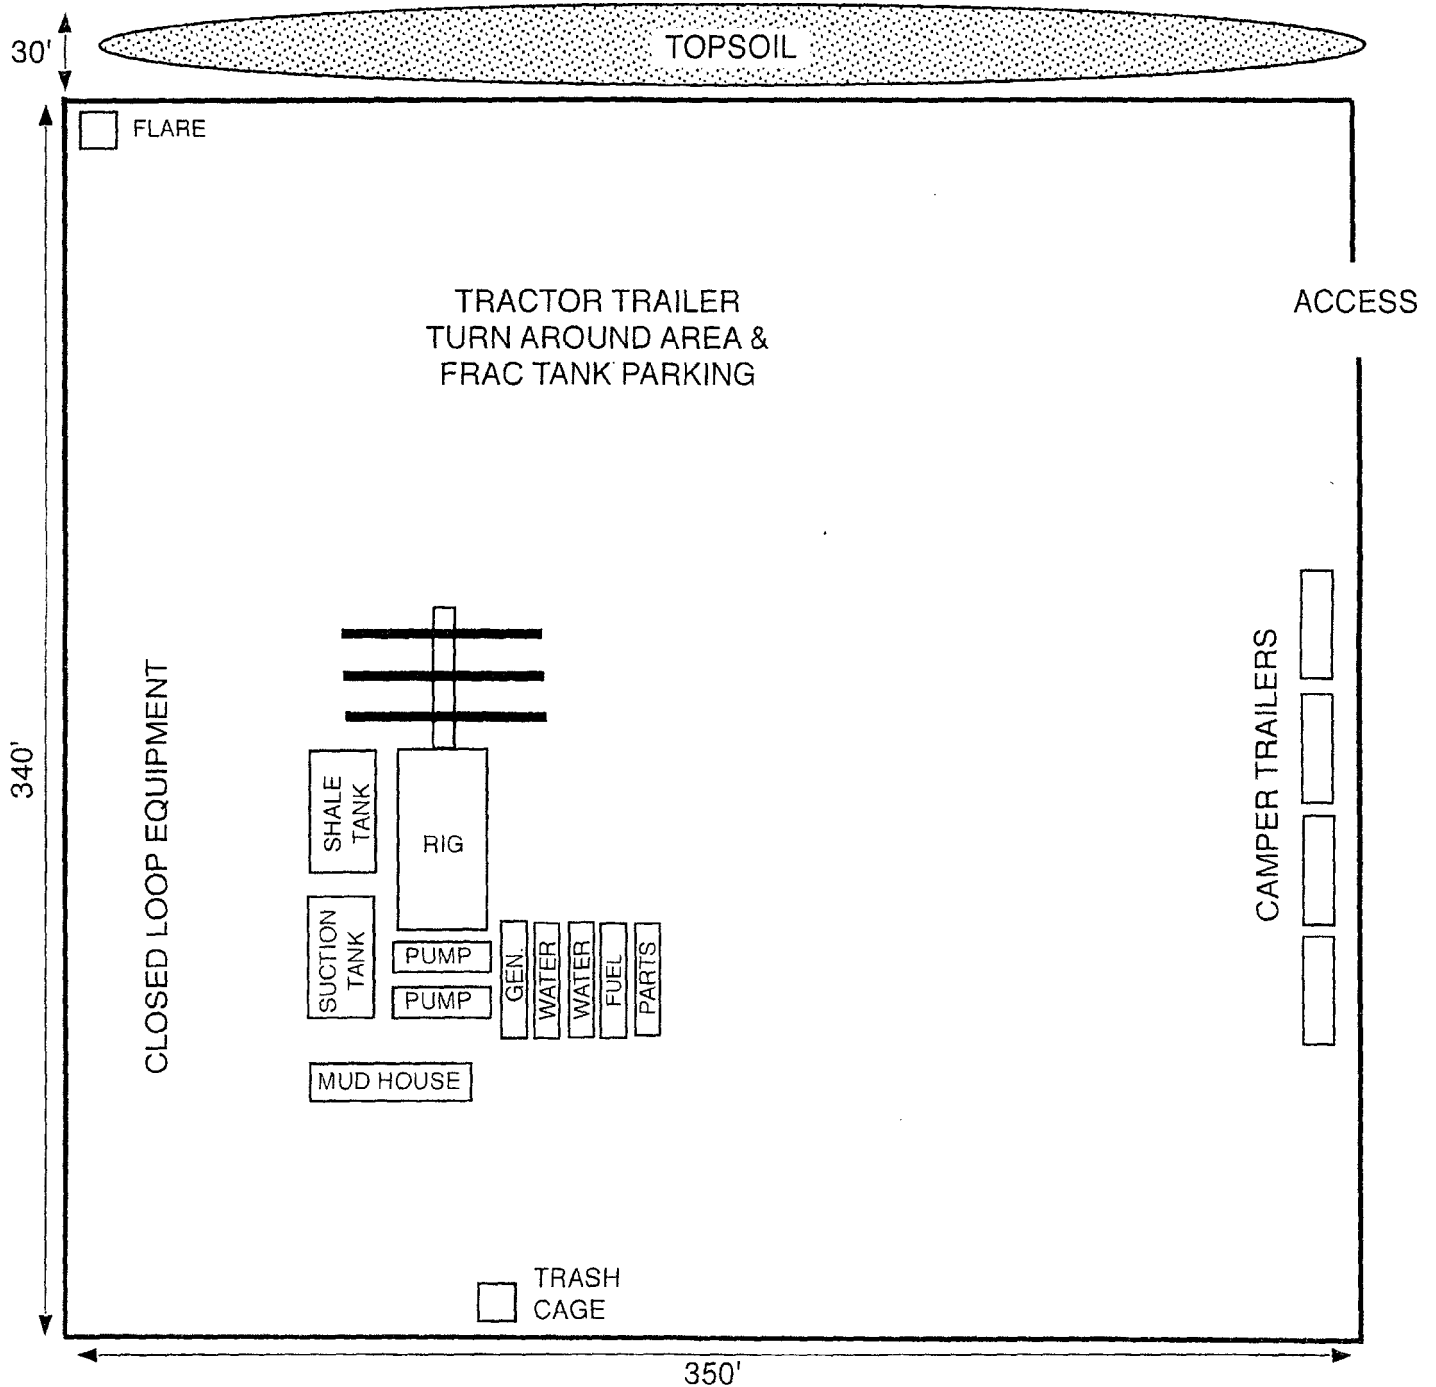 30'
TOPSOIL
FLARE
TRACTOR TRAILER
TURN AROUND AREA &
FRAC TANK PARKING
ACCESS
340'
CLOSED LOOP EQUIPMENT
SHALE
TANK
RIG
CAMPER TRAILERS
SUCTION
TANK
PUMP
PUMP
GEN.
WATER
WATER
FUEL
PARTS
MUD HOUSE
TRASH
CAGE
350'